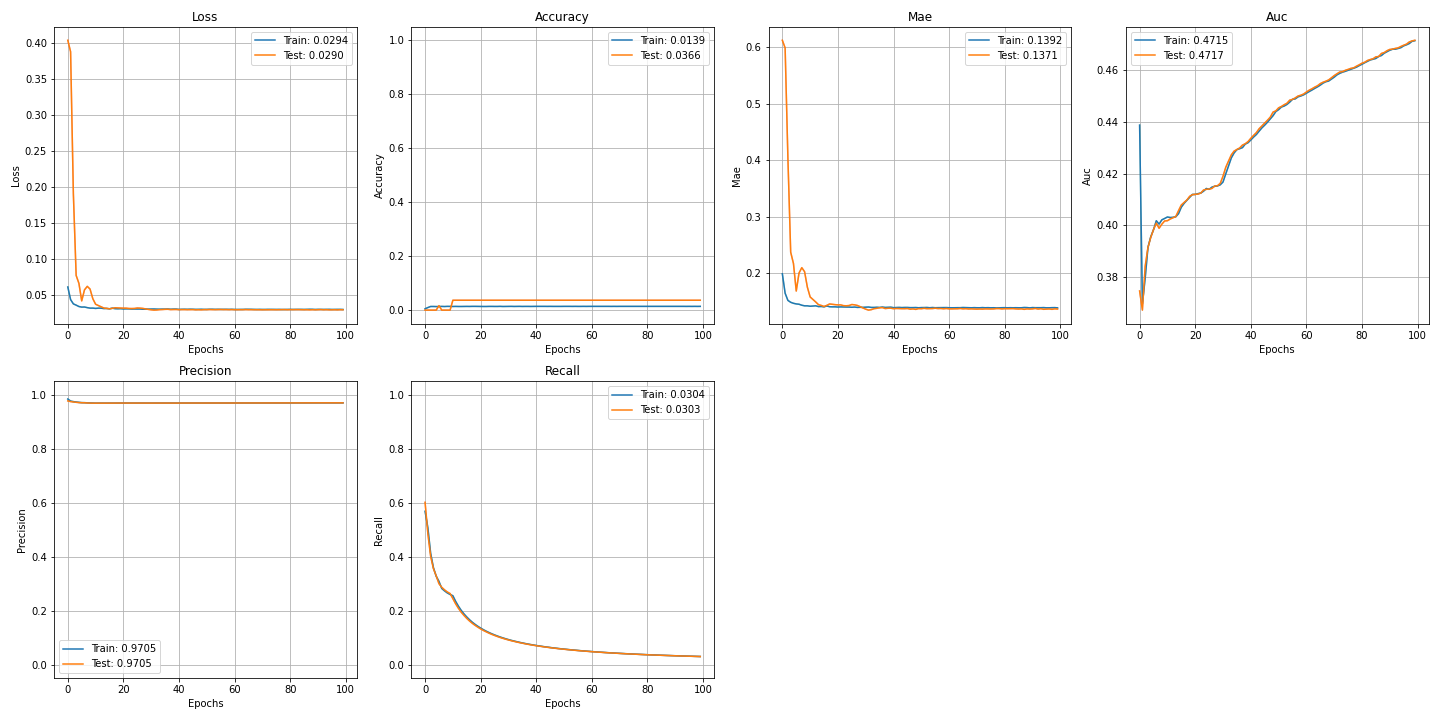 Loss
Loss
0.40
0.35
0.30
0.25
0.20
0.15
0.10
0.05
0 20 40 60 80 100
Epochs
Train: 0.0294
Test: 0.0290
Accuracy
Accuracy
1.0
0.8
0.6
0.4
0.2
0.0
0 20 40 60 80 100
Epochs
Train: 0.0139
Test: 0.0366
Mae
Mae
0.6
0.5
0.4
0.3
0.2
0 20 40 60 80 100
Epochs
Train: 0.1392
Test: 0.1371
Auc
Auc
0.46
0.44
0.42
0.40
0.38
0 20 40 60 80 100
Epochs
Train: 0.4715
Test: 0.4717
Precision
Precision
1.0
0.8
0.6
0.4
0.2
0.0
0 20 40 60 80 100
Epochs
Train: 0.9705
Test: 0.9705
Recall
Recall
1.0
0.8
0.6
0.4
0.2
0.0
0 20 40 60 80 100
Epochs
Train: 0.0304
Test: 0.0303